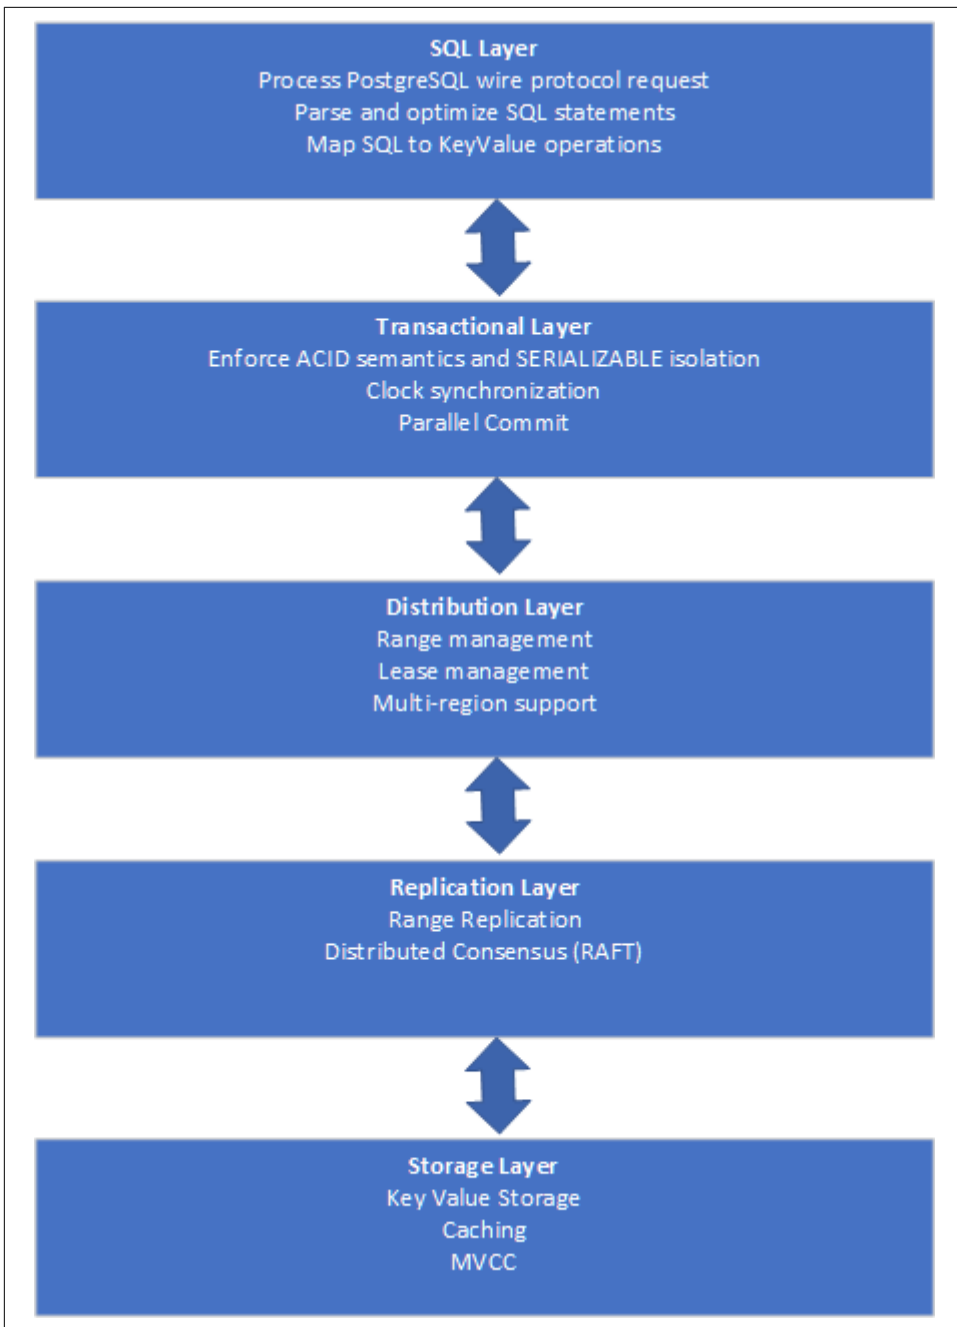 SQL Layer
Process PostgreSQL wire protocol request
Parse and optimize SQL statements
Map SQL to KeyValue operations
Transactional Layer
Enforce ACID semantics and SERIALIZABLE isolation
Clock synchronization
Parallel Commit
Distribution Layer
Range management
Lease management
Multi-region support
Replication Layer
Range Replication
Distributed Consensus (RAFT)
Storage Layer
Key Value Storage
Caching
MVCC